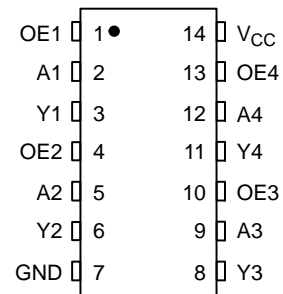 OE1 1 14 VCC
A1 2 13 OE4
Y1 3 12 A4
OE2 4 11 Y4
A2 5 10 OE3
Y2 6 9 A3
GND 7 8 Y3